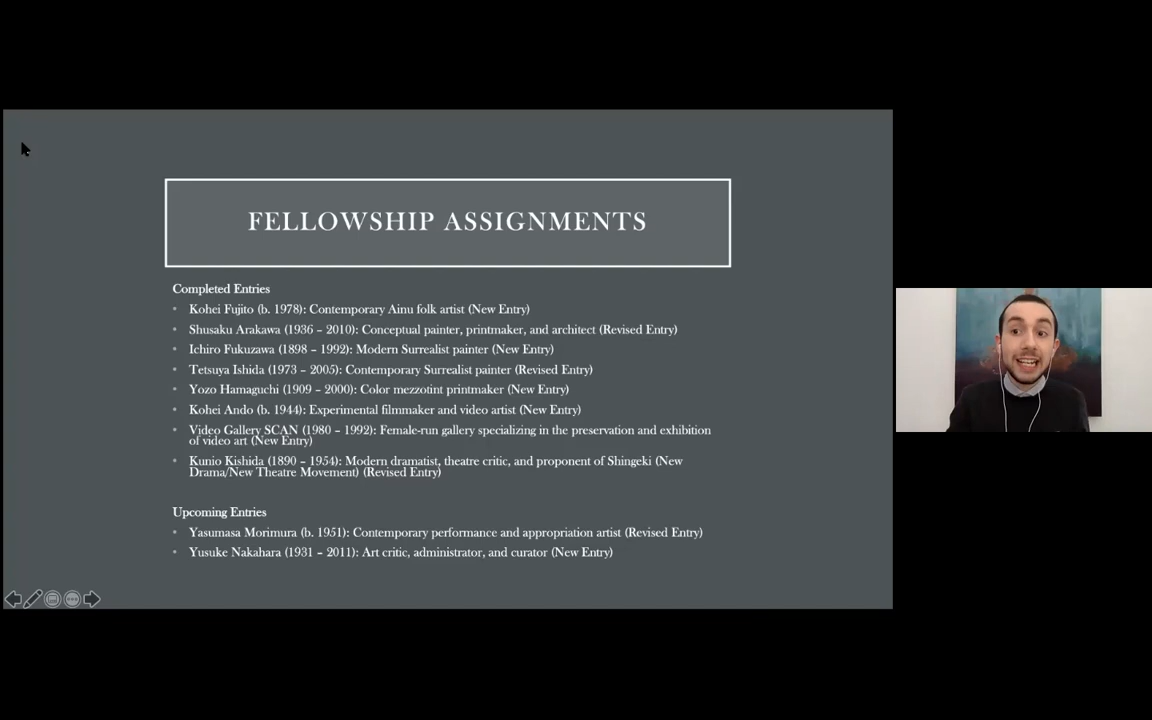 FELLOWSHIP ASSIGNMENTS
Completed Entries
Kohei Fujito (b. 1978): Contemporary Ainu folk artist (New Entry)
Shusaku Arakawa (1936 – 2010): Conceptual painter, printmaker, and architect (Revised Entry)
Ichiro Fukuzawa (1898 – 1992): Modern Surrealist painter (New Entry)
Tetsuya Ishida (1973 – 2005): Contemporary Surrealist painter (Revised Entry)
Yozo Hamaguchi (1909 – 2000): Color mezzotint printmaker (New Entry)
Kohei Ando (b. 1944): Experimental filmmaker and video artist (New Entry)
Video Gallery SCAN (1980 – 1992): Female-run gallery specializing in the preservation and exhibition
of video art (New Entry)
Kunio Kishida (1890 – 1954): Modern dramatist, theatre critic, and proponent of Shingeki (New
Drama/New Theatre Movement) (Revised Entry)
Upcoming Entries
Yasumasa Morimura (b. 1951): Contemporary performance and appropriation artist (Revised Entry)
Yusuke Nakahara (1931 – 2011): Art critic, administrator, and curator (New Entry)